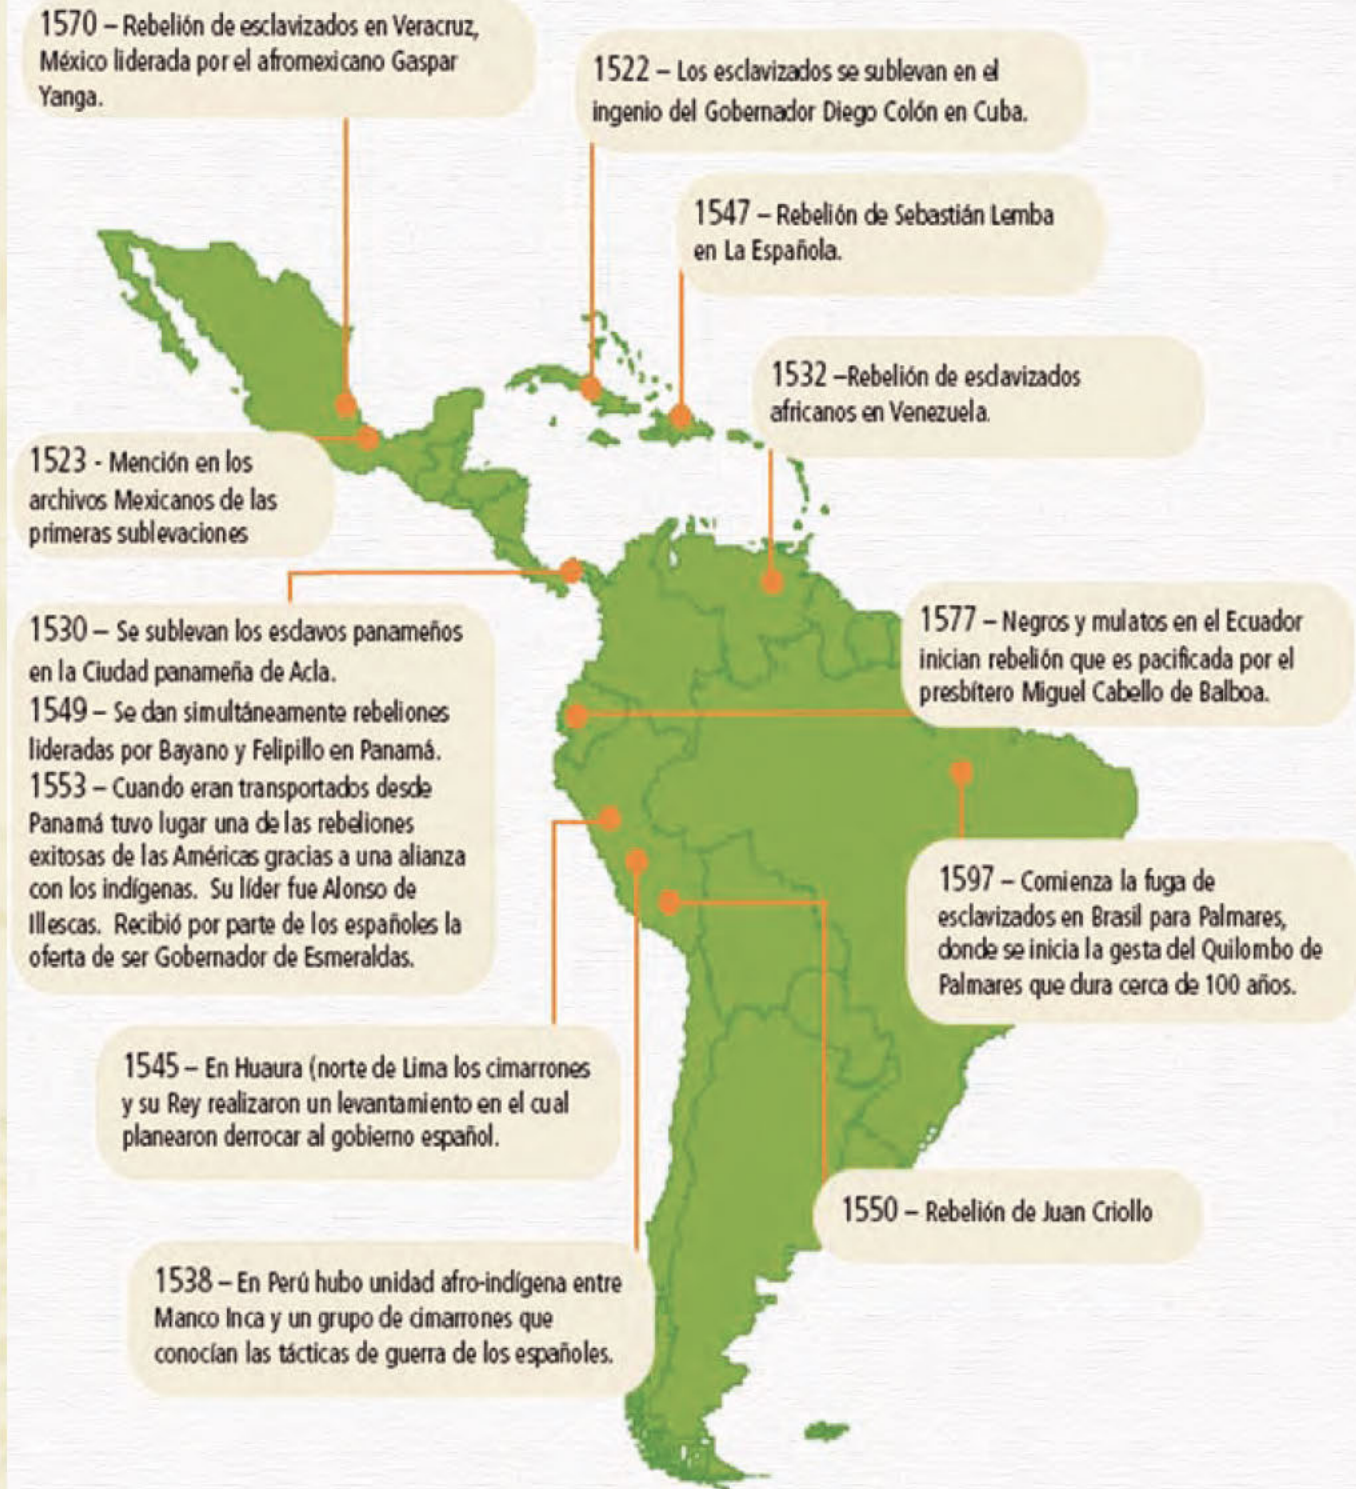 1570 – Rebelión de esclavizados en Veracruz,
México liderada por el afromexicano Gaspar
Yanga.
1522 – Los esclavizados se sublevan en el
ingenio del Gobernador Diego Colón en Cuba.
1547 – Rebelión de Sebastián Lemba
en La Española.
1532 –Rebelión de esclavizados
africanos en Venezuela.
1523 - Mención en los
archivos Mexicanos de las
primeras sublevaciones
1530 – Se sublevan los esclavos panameños
en la Ciudad panameña de Acla.
1549 – Se dan simultáneamente rebeliones
lideradas por Bayano y Felipillo en Panamá.
1553 – Cuando eran transportados desde
Panamá tuvo lugar una de las rebeliones
exitosas de las Américas gracias a una alianza
con los indígenas. Su líder fue Alonso de
Illescas. Recibió por parte de los españoles la
oferta de ser Gobernador de Esmeraldas.
1577 – Negros y mulatos en el Ecuador
inician rebelión que es pacificada por el
presbítero Miguel Cabello de Balboa.
1597 – Comienza la fuga de
esclavizados en Brasil para Palmares,
donde se inicia la gesta del Quilombo de
Palmares que dura cerca de 100 años.
1545 – En Huaura (norte de Lima los cimarrones
y su Rey realizaron un levantamiento en el cual
planearon derrocar al gobierno español.
1550 – Rebelión de Juan Criollo
1538 – En Perú hubo unidad afro-indígena entre
Manco Inca y un grupo de cimarrones que
conocían las tácticas de guerra de los españoles.